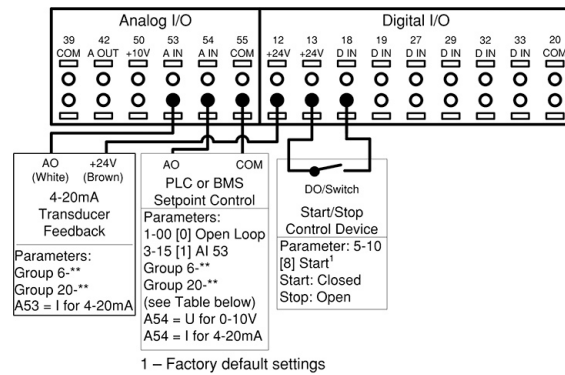 Analog I/O
Digital I/O
39 42 50 53 54 55 12 13 18 19 27 29 32 33 20
COM A OUT +10V A IN A IN COM +24V +24V D IN D IN D IN D IN D IN D IN COM
AO +24V
(White) (Brown)
4-20mA
Transducer
Feedback
Parameters:
Group 6-**
Group 20-**
A53 = I for 4-20mA
AO COM
PLC or BMS
Setpoint Control
Parameters:
1-00 [0] Open Loop
3-15 [1] AI 53
Group 6-**
Group 20-**
(see Table below)
A54 = U for 0-10V
A54 = I for 4-20mA
DO/Switch
Start/Stop
Control Device
Parameter: 5-10
[8] Start¹
Start: Closed
Stop: Open
1 – Factory default settings